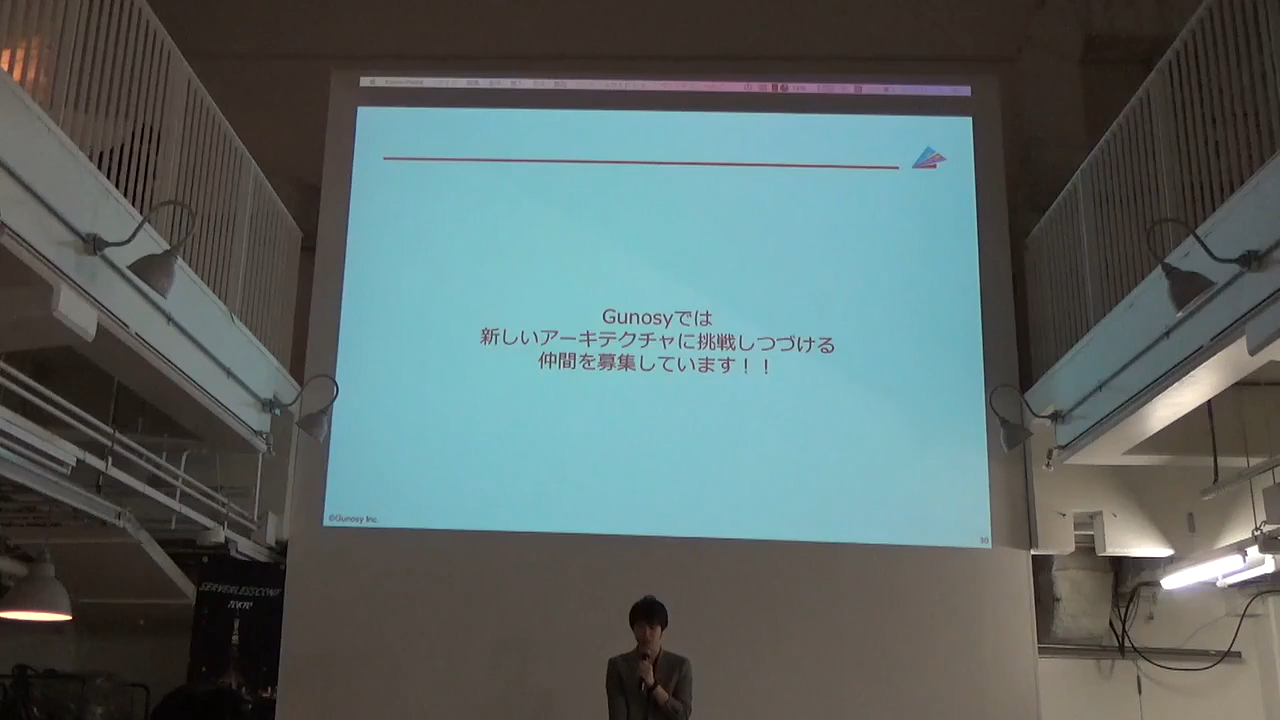 Gunosyでは
新しいアーキテクチャに挑戦しつづける
仲間を募集しています！！
©Gunosy Inc.
SERVERLESSCONF
TOKYO